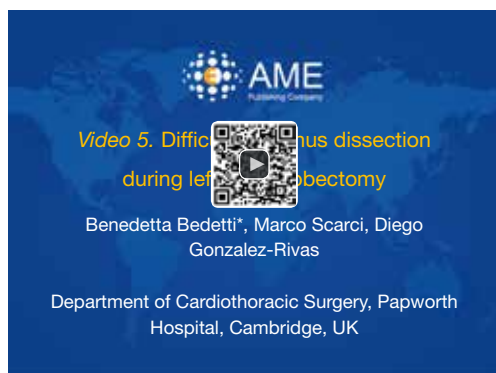 AME
Publishing Company
Video 5. Diffic nus dissection
during lef obectomy
Benedetta Bedetti*, Marco Scarci, Diego
Gonzalez-Rivas
Department of Cardiothoracic Surgery, Papworth
Hospital, Cambridge, UK